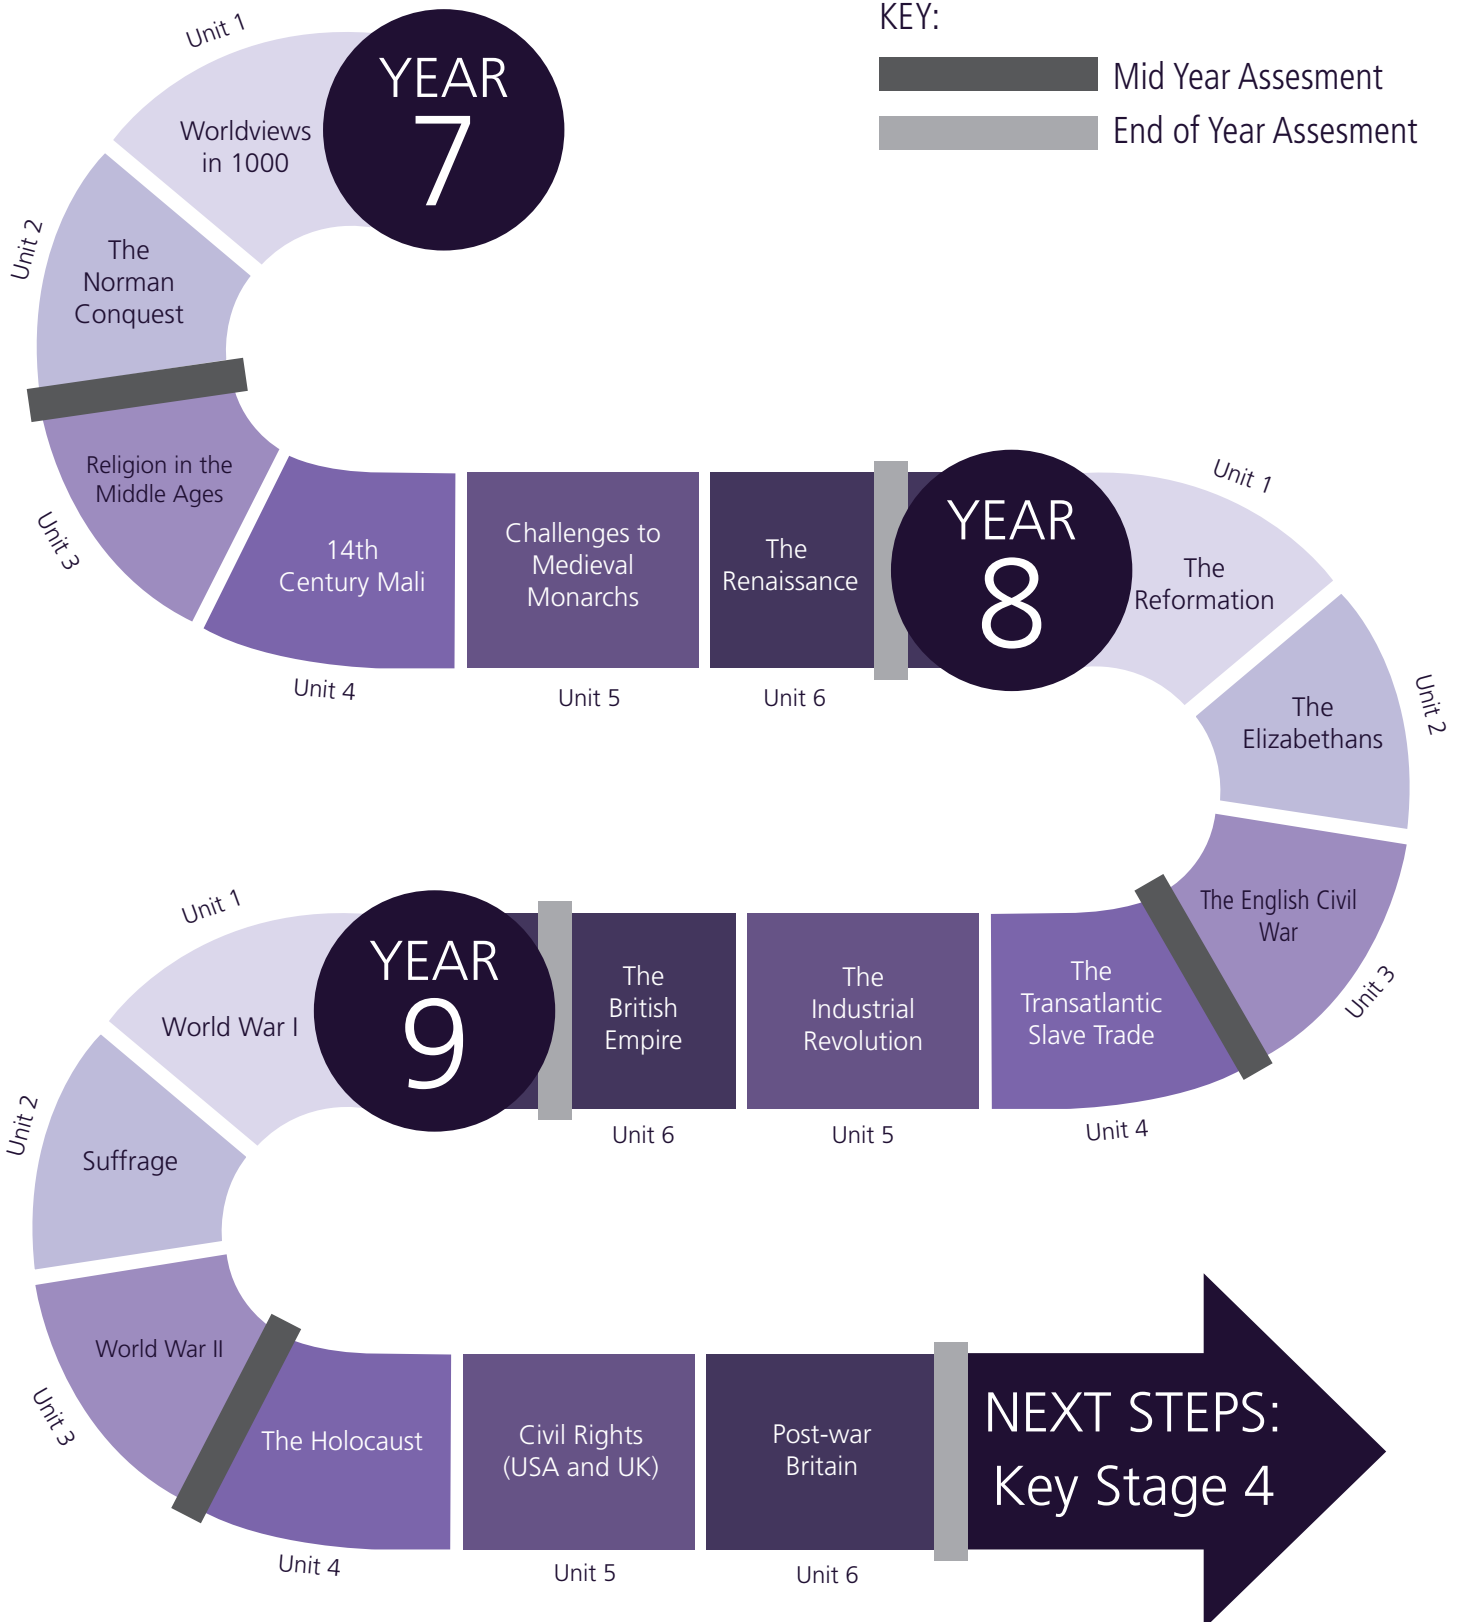 KEY:
Mid Year Assesment
End of Year Assesment
YEAR
7
Unit 1
Worldviews
in 1000
Unit 2
The
Norman
Conquest
Unit 3
Religion in the
Middle Ages
14th
Century Mali
Unit 4
Challenges to
Medieval
Monarchs
Unit 5
The
Renaissance
Unit 6
YEAR
8
Unit 1
The
Reformation
Unit 2
The
Elizabethans
Unit 3
The English Civil
War
The
Transatlantic
Slave Trade
Unit 4
The
Industrial
Revolution
Unit 5
The
British
Empire
Unit 6
YEAR
9
Unit 1
World War I
Unit 2
Suffrage
Unit 3
World War II
The Holocaust
Unit 4
Civil Rights
(USA and UK)
Unit 5
Post-war
Britain
Unit 6
NEXT STEPS:
Key Stage 4